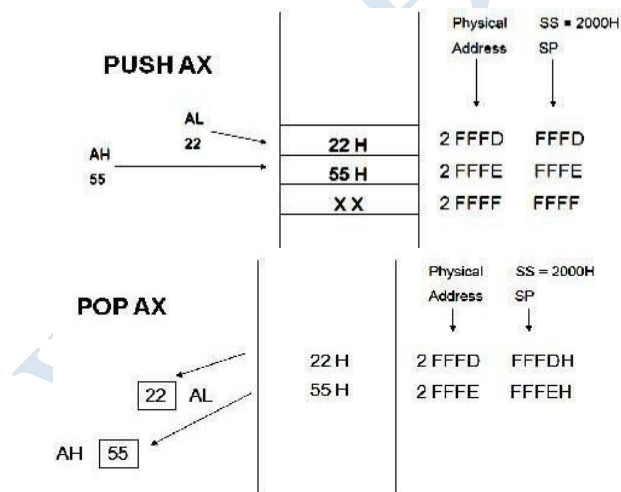 Physical SS = 2000H
Address SP
PUSH AX
AL
22
22 H 2 FFFD FFFD
AH
55
55 H 2 FFFE FFFE
X X 2 FFFF FFFF
Physical SS = 2000H
Address SP
POP AX
22 H 2 FFFD FFFDH
22 AL
55 H 2 FFFE FFFEH
AH 55